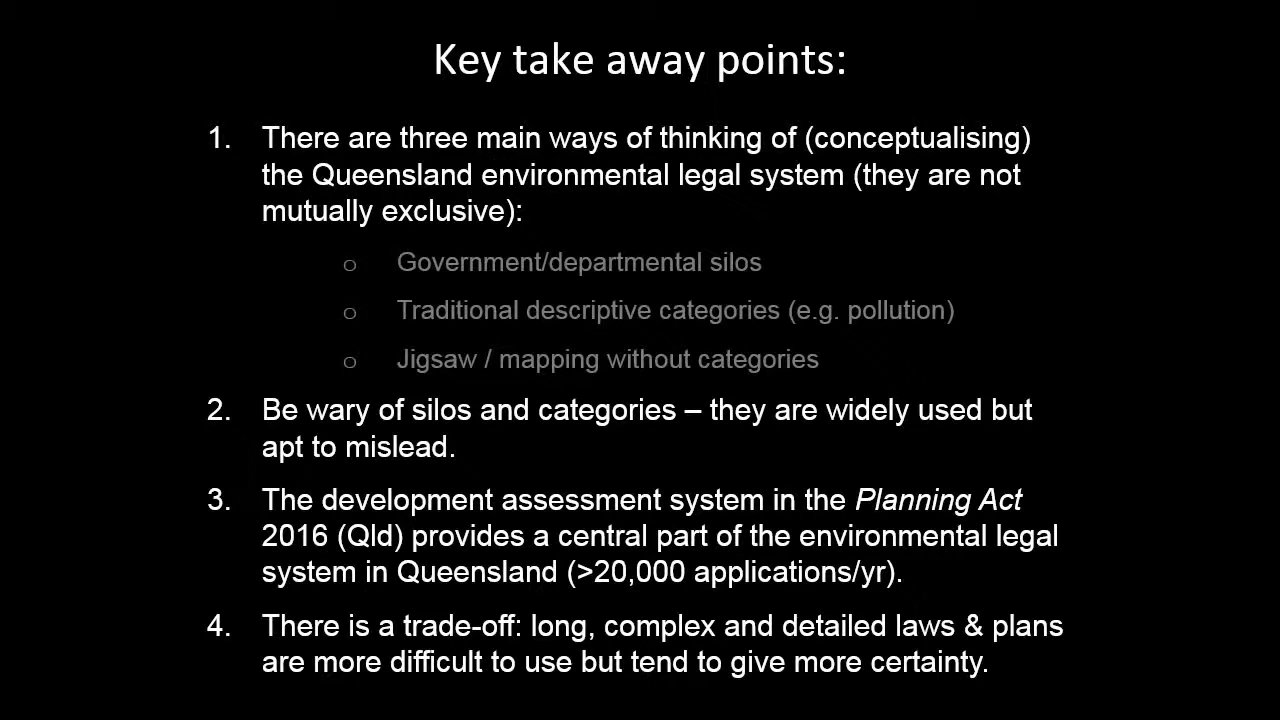 Key take away points:
1. There are three main ways of thinking of (conceptualising)
the Queensland environmental legal system (they are not
mutually exclusive):
o Government/departmental silos
o Traditional descriptive categories (e.g. pollution)
o Jigsaw / mapping without categories
2. Be wary of silos and categories – they are widely used but
apt to mislead.
3. The development assessment system in the Planning Act
2016 (Qld) provides a central part of the environmental legal
system in Queensland (>20,000 applications/yr).
4. There is a trade-off: long, complex and detailed laws & plans
are more difficult to use but tend to give more certainty.